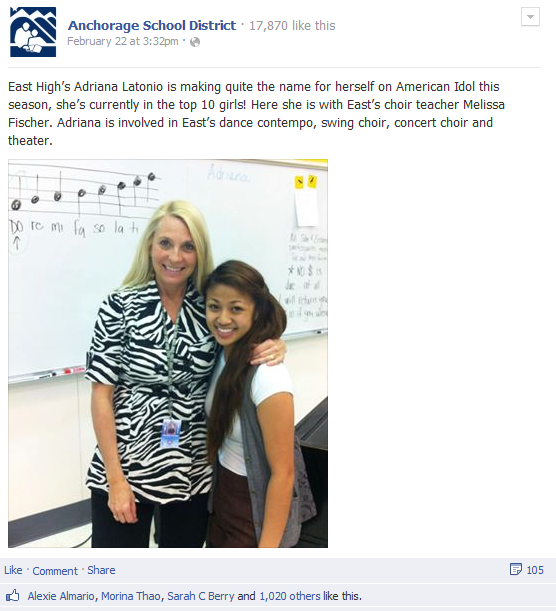 Anchorage School District · 17,870 like this
February 22 at 3:32pm ·
East High's Adriana Latonio is making quite the name for herself on American Idol this
season, she's currently in the top 10 girls! Here she is with East's choir teacher Melissa
Fischer. Adriana is involved in East's dance contempo, swing choir, concert choir and
theater.
Adriana
DO re mi fa so la ti
* NO $ is
Like · Comment · Share
105
Alexie Almario, Morina Thao, Sarah C Berry and 1,020 others like this.